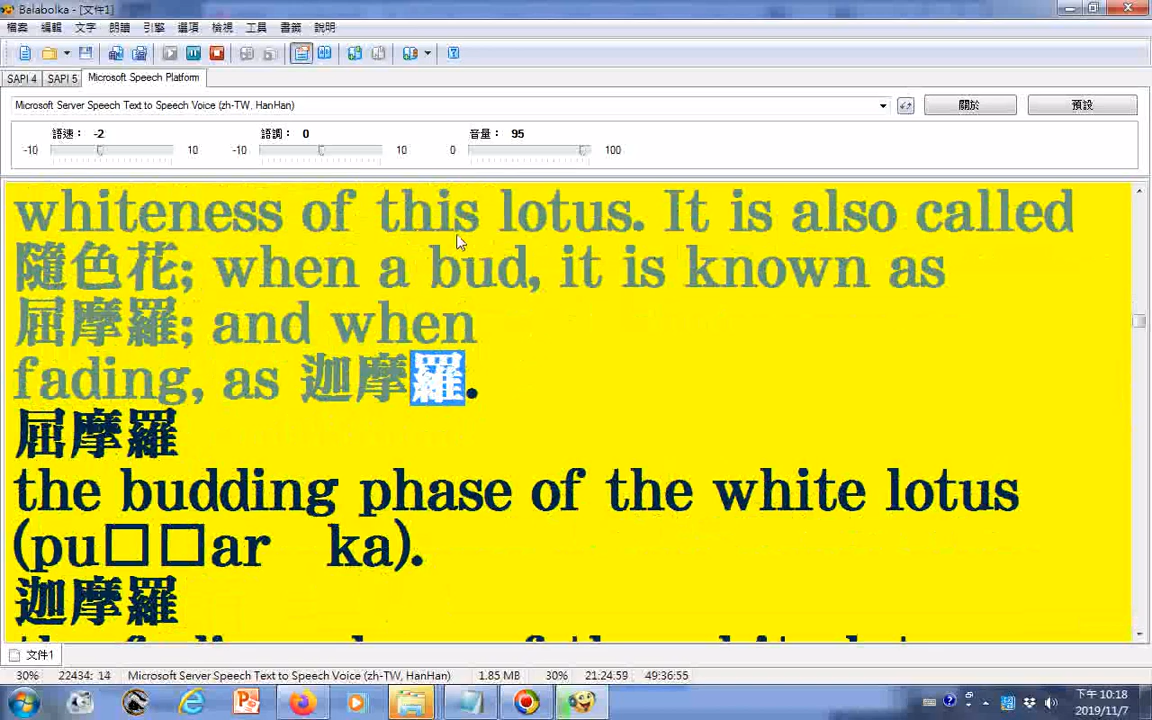 Balabolka - [文件1]
檔案 編輯 文字 朗讀 引擎 選項 檢視 工具 書籤 說明
SAPI 4 SAPI 5 Microsoft Speech Platform
Microsoft Server Speech Text to Speech Voice (zh-TW, HanHan) 關於 預設
語速： -2 語調： 0 音量： 95
-10 10 -10 10 0 100
whiteness of this lotus. It is also called
隨色花; when a bud, it is known as
屈摩羅; and when
fading, as 迦摩羅.
屈摩羅
the budding phase of the white lotus
(pu□□ar ka).
迦摩羅
文件1
30% 22434: 14 Microsoft Server Speech Text to Speech Voice (zh-TW, HanHan) 1.85 MB 30% 21:24:59 49:36:55
下午 10:18
2019/11/7